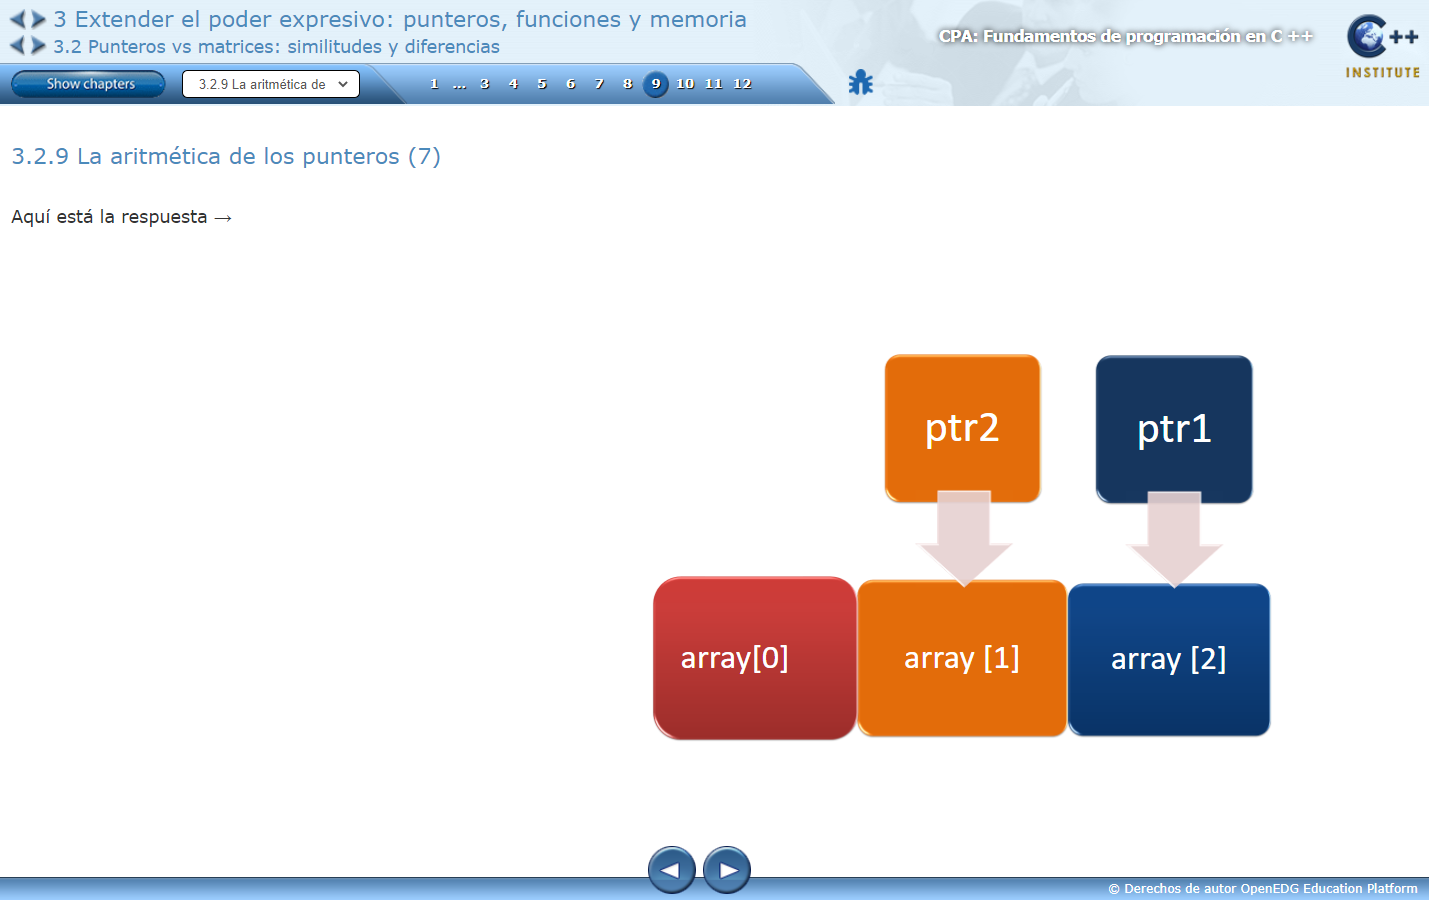 3 Extender el poder expresivo: punteros, funciones y memoria
3.2 Punteros vs matrices: similitudes y diferencias
CPA: Fundamentos de programación en C ++
C++
INSTITUTE
Show chapters
3.2.9 La aritmética de
1 ... 3 4 5 6 7 8 9 10 11 12
3.2.9 La aritmética de los punteros (7)
Aquí está la respuesta →
ptr2
ptr1
array[0]
array [1]
array [2]
© Derechos de autor OpenEDG Education Platform